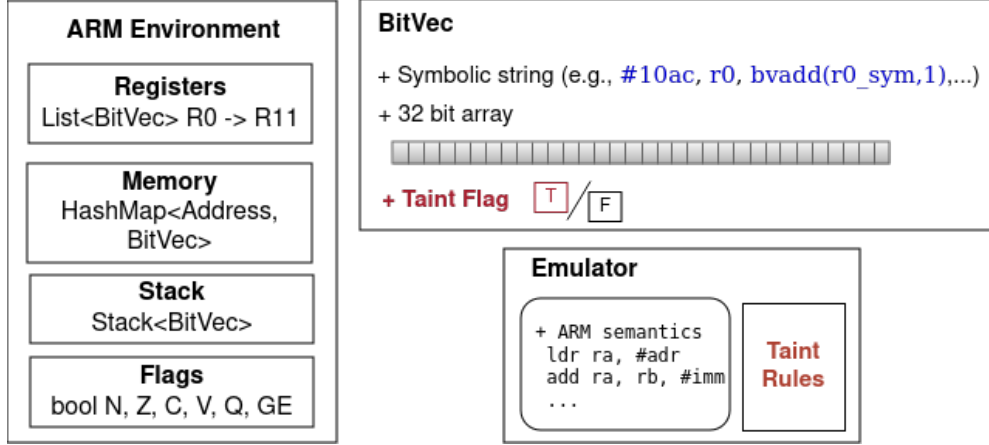 ARM Environment
Registers
List<BitVec> R0 -> R11
Memory
HashMap<Address,
BitVec>
Stack
Stack<BitVec>
Flags
bool N, Z, C, V, Q, GE
BitVec
+ Symbolic string (e.g., #10ac, r0, bvadd(r0_sym,1),...)
+ 32 bit array
+ Taint Flag T / F
Emulator
+ ARM semantics
ldr ra, #adr
add ra, rb, #imm
...
Taint
Rules